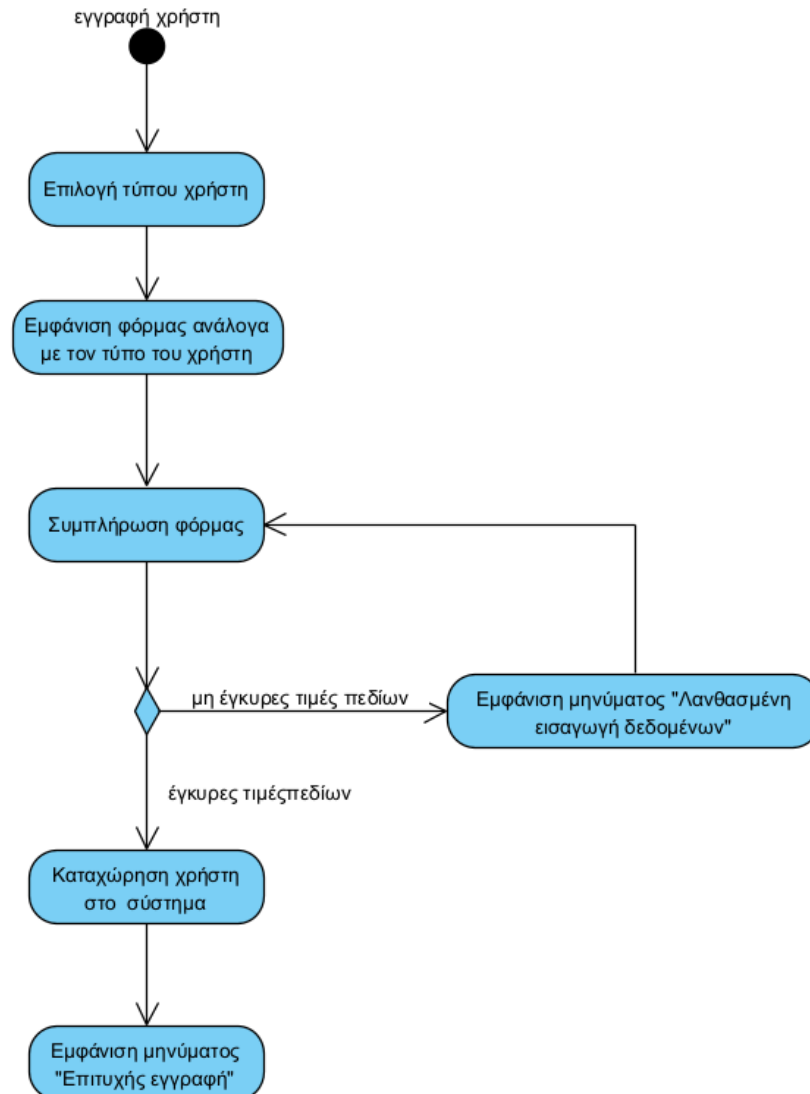 εγγραφή χρήστη
Επιλογή τύπου χρήστη
Εμφάνιση φόρμας ανάλογα
με τον τύπο του χρήστη
Συμπλήρωση φόρμας
μη έγκυρες τιμές πεδίων
Εμφάνιση μηνύματος "Λανθασμένη
εισαγωγή δεδομένων"
έγκυρες τιμέςπεδίων
Καταχώρηση χρήστη
στο σύστημα
Εμφάνιση μηνύματος
"Επιτυχής εγγραφή"